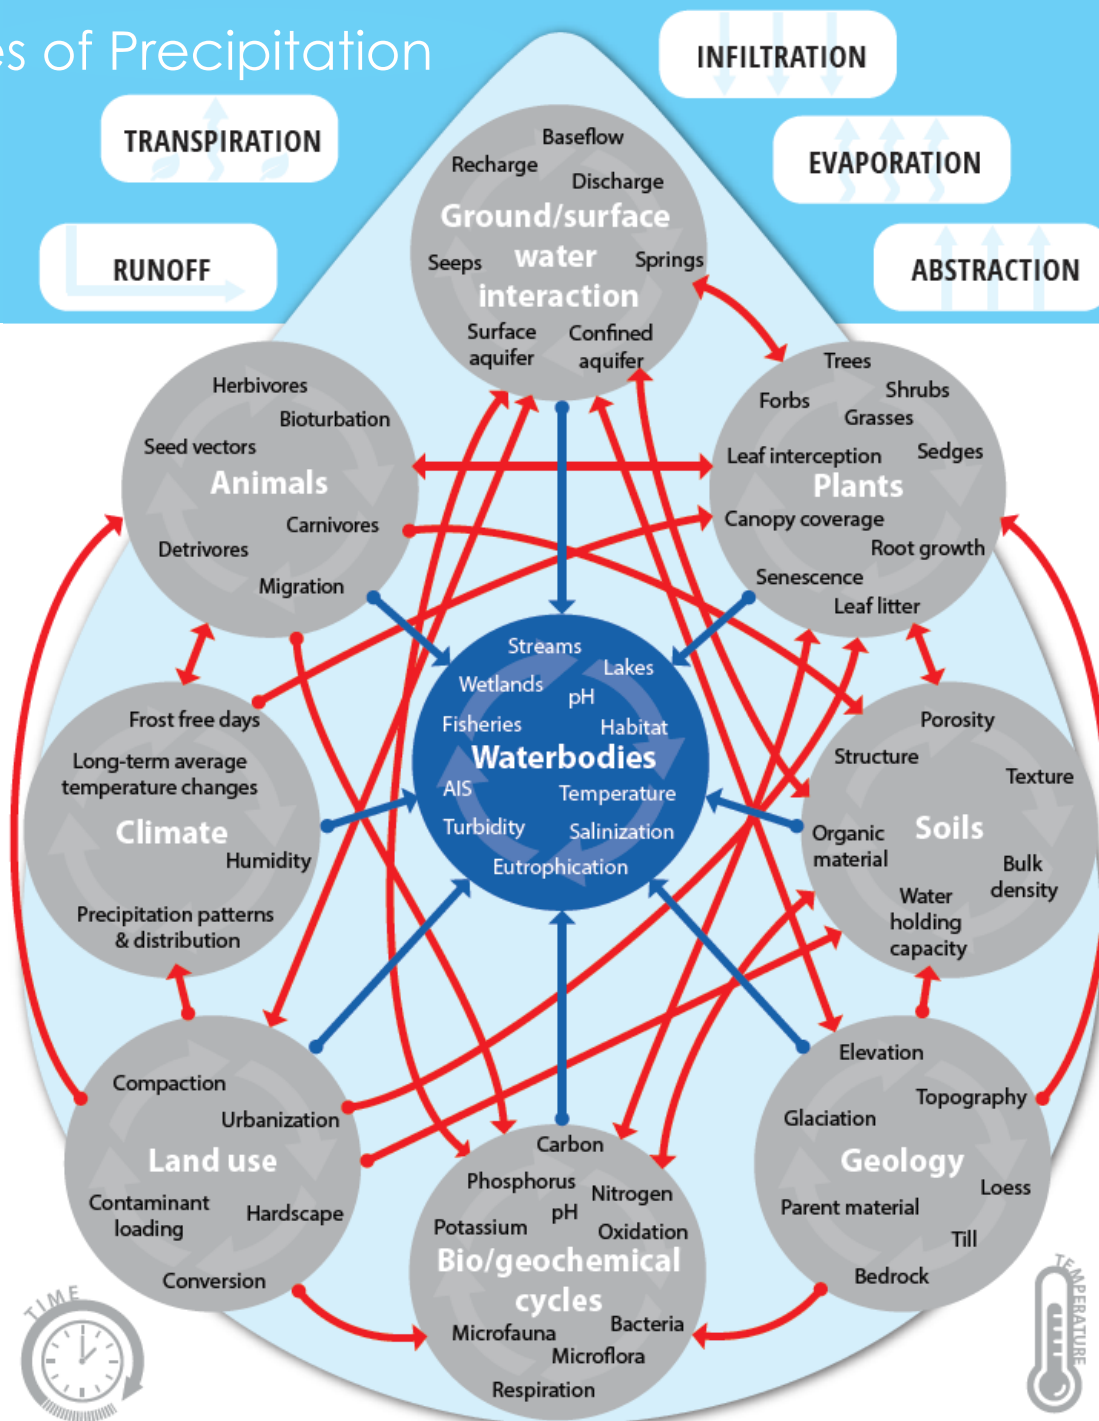 es of Precipitation
INFILTRATION
TRANSPIRATION
EVAPORATION
RUNOFF
ABSTRACTION
Baseflow
Recharge
Discharge
Ground/surface
water
interaction
Seeps
Springs
Surface
aquifer
Confined
aquifer
Herbivores
Bioturbation
Seed vectors
Animals
Carnivores
Detrivores
Migration
Trees
Shrubs
Forbs
Grasses
Leaf interception
Sedges
Plants
Canopy coverage
Root growth
Senescence
Leaf litter
Streams
Lakes
Wetlands
pH
Fisheries
Habitat
Waterbodies
AIS
Temperature
Turbidity
Salinization
Eutrophication
Frost free days
Long-term average
temperature changes
Climate
Humidity
Precipitation patterns
& distribution
Porosity
Structure
Texture
Soils
Organic
material
Bulk
density
Water
holding
capacity
Compaction
Urbanization
Land use
Contaminant
loading
Hardscape
Conversion
Carbon
Phosphorus
Nitrogen
pH
Potassium
Oxidation
Bio/geochemical
cycles
Bacteria
Microfauna
Microflora
Respiration
Elevation
Topography
Glaciation
Geology
Loess
Parent material
Till
Bedrock
TIME
TEMPERATURE